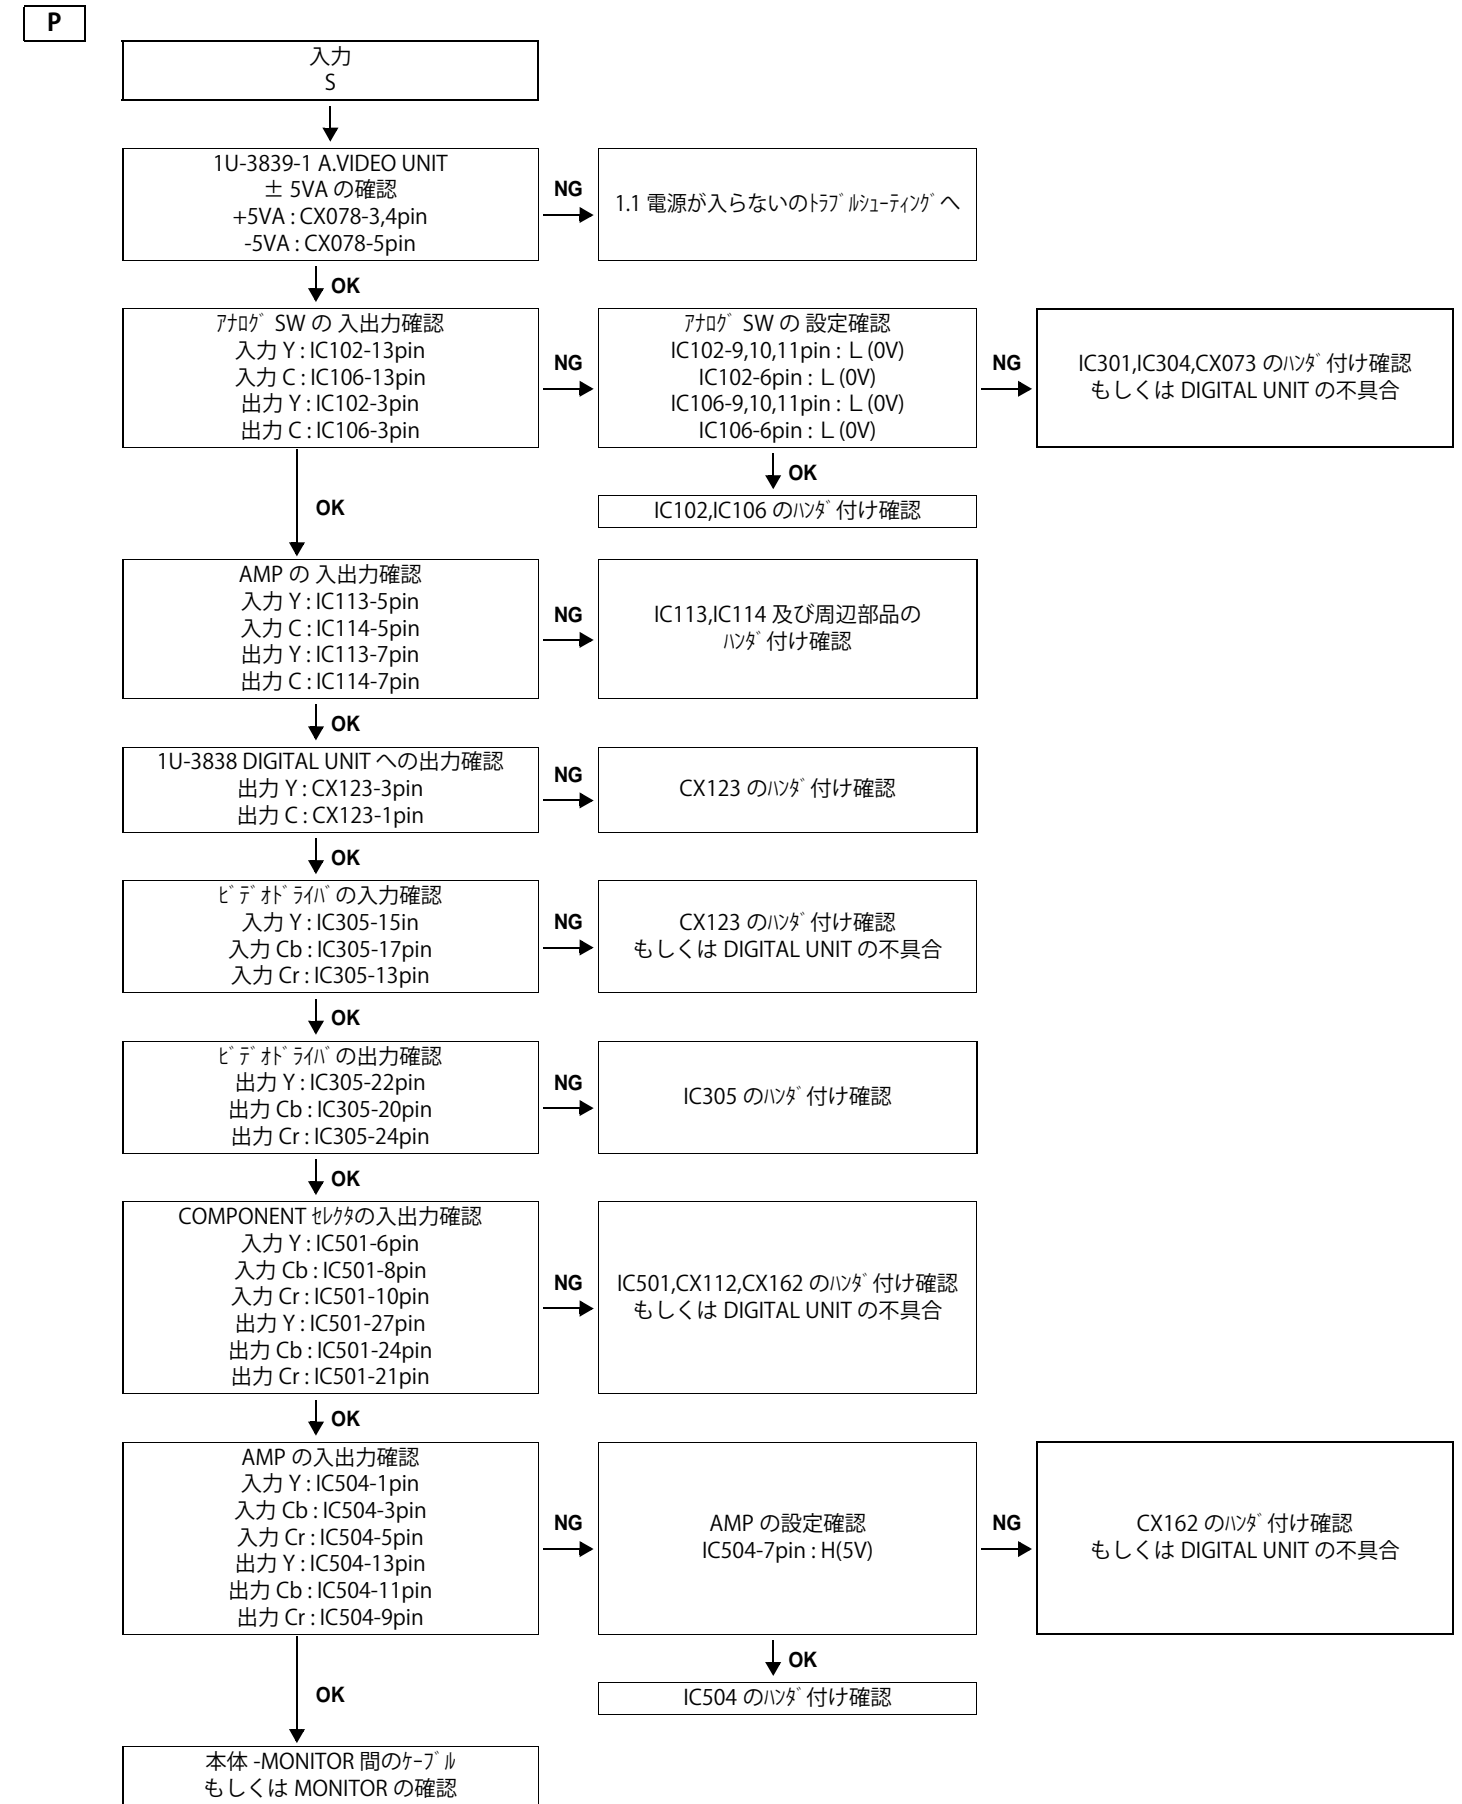 P
入力
S
1U-3839-1 A.VIDEO UNIT
± 5VA の確認
+5VA : CX078-3,4pin
-5VA : CX078-5pin
NG
1.1 電源が入らないのﾄﾗﾌﾞﾙｼｭｰﾃｨﾝｸﾞへ
OK
ｱﾅﾛｸﾞ SW の 入出力確認
入力 Y : IC102-13pin
入力 C : IC106-13pin
出力 Y : IC102-3pin
出力 C : IC106-3pin
NG
ｱﾅﾛｸﾞ SW の 設定確認
IC102-9,10,11pin : L (0V)
IC102-6pin : L (0V)
IC106-9,10,11pin : L (0V)
IC106-6pin : L (0V)
NG
IC301,IC304,CX073 のﾊﾝﾀﾞ付け確認
もしくは DIGITAL UNIT の不具合
OK
IC102,IC106 のﾊﾝﾀﾞ付け確認
OK
AMP の 入出力確認
入力 Y : IC113-5pin
入力 C : IC114-5pin
出力 Y : IC113-7pin
出力 C : IC114-7pin
NG
IC113,IC114 及び周辺部品の
ﾊﾝﾀﾞ付け確認
OK
1U-3838 DIGITAL UNIT への出力確認
出力 Y : CX123-3pin
出力 C : CX123-1pin
NG
CX123 のﾊﾝﾀﾞ付け確認
OK
ﾋﾞﾃﾞｵﾄﾞﾗｲﾊﾞの入力確認
入力 Y : IC305-15in
入力 Cb : IC305-17pin
入力 Cr : IC305-13pin
NG
CX123 のﾊﾝﾀﾞ付け確認
もしくは DIGITAL UNIT の不具合
OK
ﾋﾞﾃﾞｵﾄﾞﾗｲﾊﾞの出力確認
出力 Y : IC305-22pin
出力 Cb : IC305-20pin
出力 Cr : IC305-24pin
NG
IC305 のﾊﾝﾀﾞ付け確認
OK
COMPONENT ｾﾚｸﾀの入出力確認
入力 Y : IC501-6pin
入力 Cb : IC501-8pin
入力 Cr : IC501-10pin
出力 Y : IC501-27pin
出力 Cb : IC501-24pin
出力 Cr : IC501-21pin
NG
IC501,CX112,CX162 のﾊﾝﾀﾞ付け確認
もしくは DIGITAL UNIT の不具合
OK
AMP の入出力確認
入力 Y : IC504-1pin
入力 Cb : IC504-3pin
入力 Cr : IC504-5pin
出力 Y : IC504-13pin
出力 Cb : IC504-11pin
出力 Cr : IC504-9pin
NG
AMP の設定確認
IC504-7pin : H(5V)
NG
CX162 のﾊﾝﾀﾞ付け確認
もしくは DIGITAL UNIT の不具合
OK
IC504 のﾊﾝﾀﾞ付け確認
OK
本体 -MONITOR 間のｹｰﾌﾞﾙ
もしくは MONITOR の確認